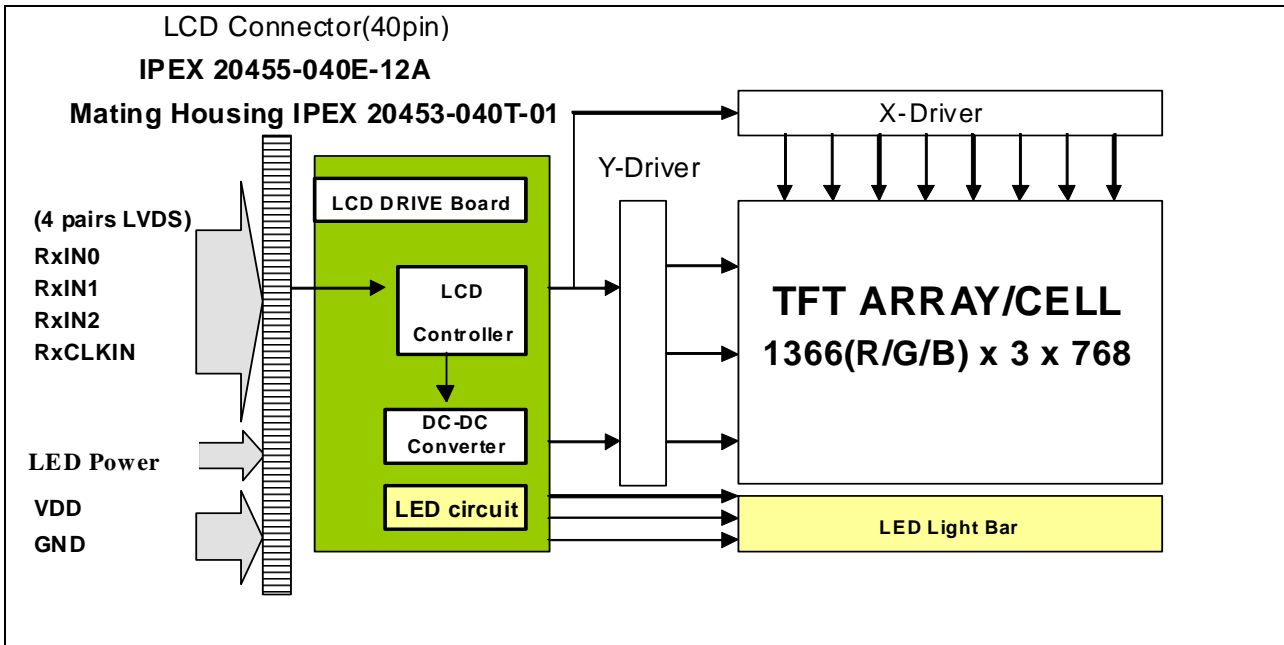 LCD Connector(40pin)
IPEX 20455-040E-12A
Mating Housing IPEX 20453-040T-01
X-Driver
Y-Driver
(4 pairs LVDS)
RxIN0
RxIN1
RxIN2
RxCLKIN
LED Power
VDD
GND
LCD DRIVE Board
LCD
Controller
DC-DC
Converter
LED circuit
TFT ARRAY/CELL
1366(R/G/B) x 3 x 768
LED Light Bar